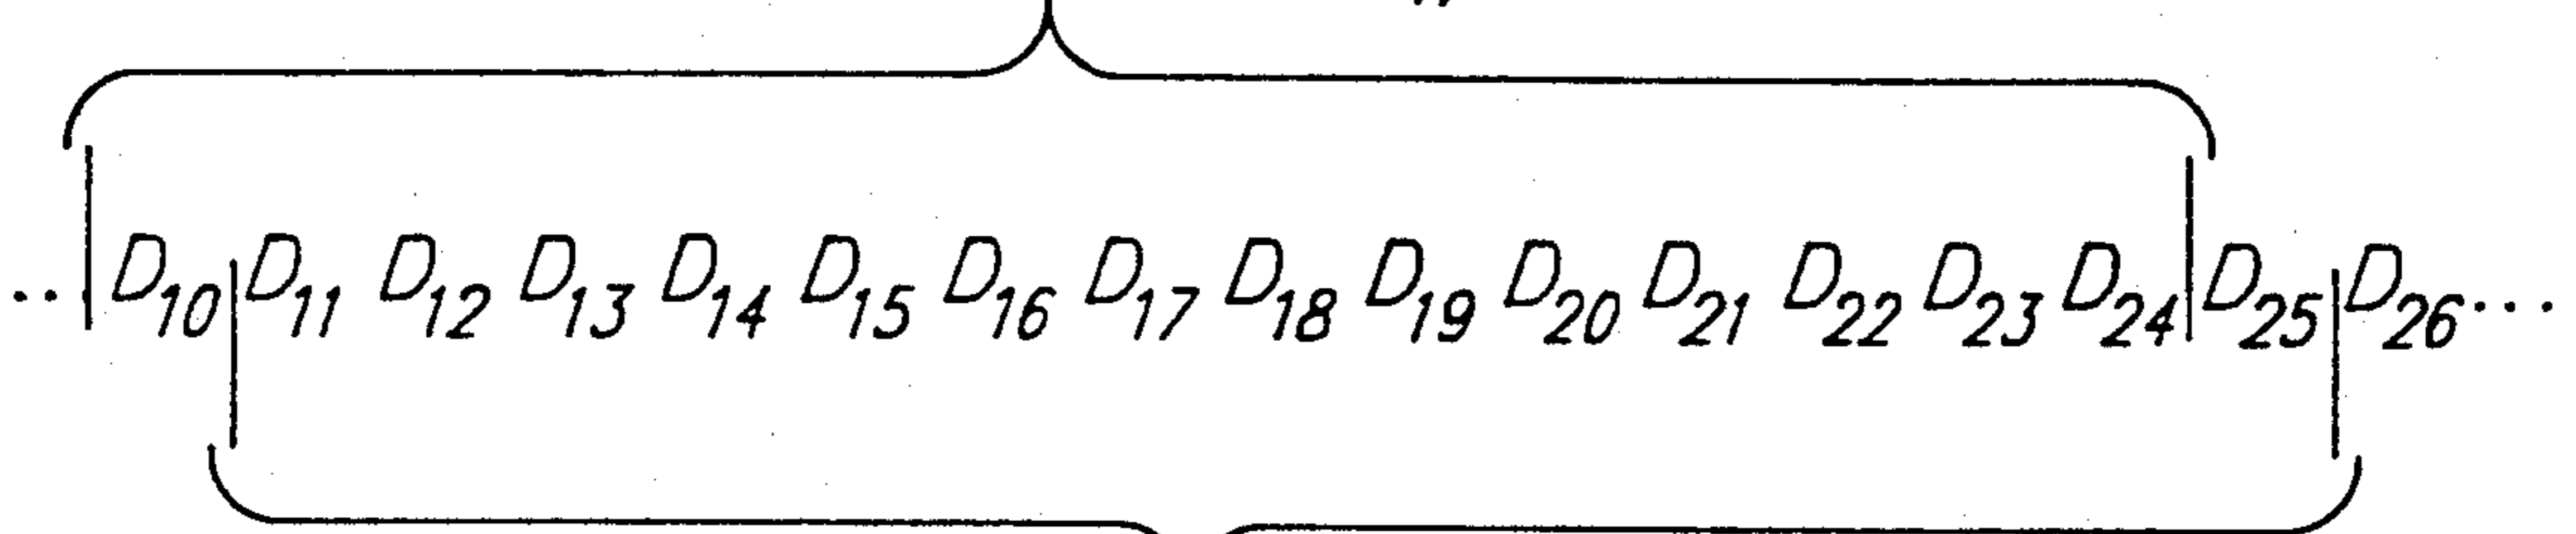 ...D₁₀ D₁₁ D₁₂ D₁₃ D₁₄ D₁₅ D₁₆ D₁₇ D₁₈ D₁₉ D₂₀ D₂₁ D₂₂ D₂₃ D₂₄ D₂₅ D₂₆...